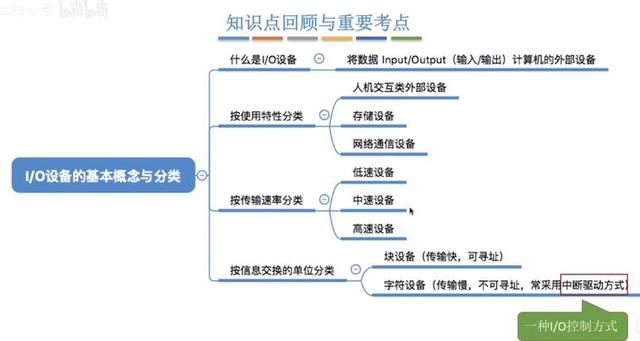 知识点回顾与重要考点
什么是I/O设备
将数据 Input/Output（输入/输出）计算机的外部设备
人机交互类外部设备
按使用特性分类
存储设备
网络通信设备
I/O设备的基本概念与分类
低速设备
按传输速率分类
中速设备
高速设备
块设备（传输快，可寻址）
按信息交换的单位分类
字符设备（传输慢，不可寻址，常采用中断驱动方式）
一种I/O控制方式